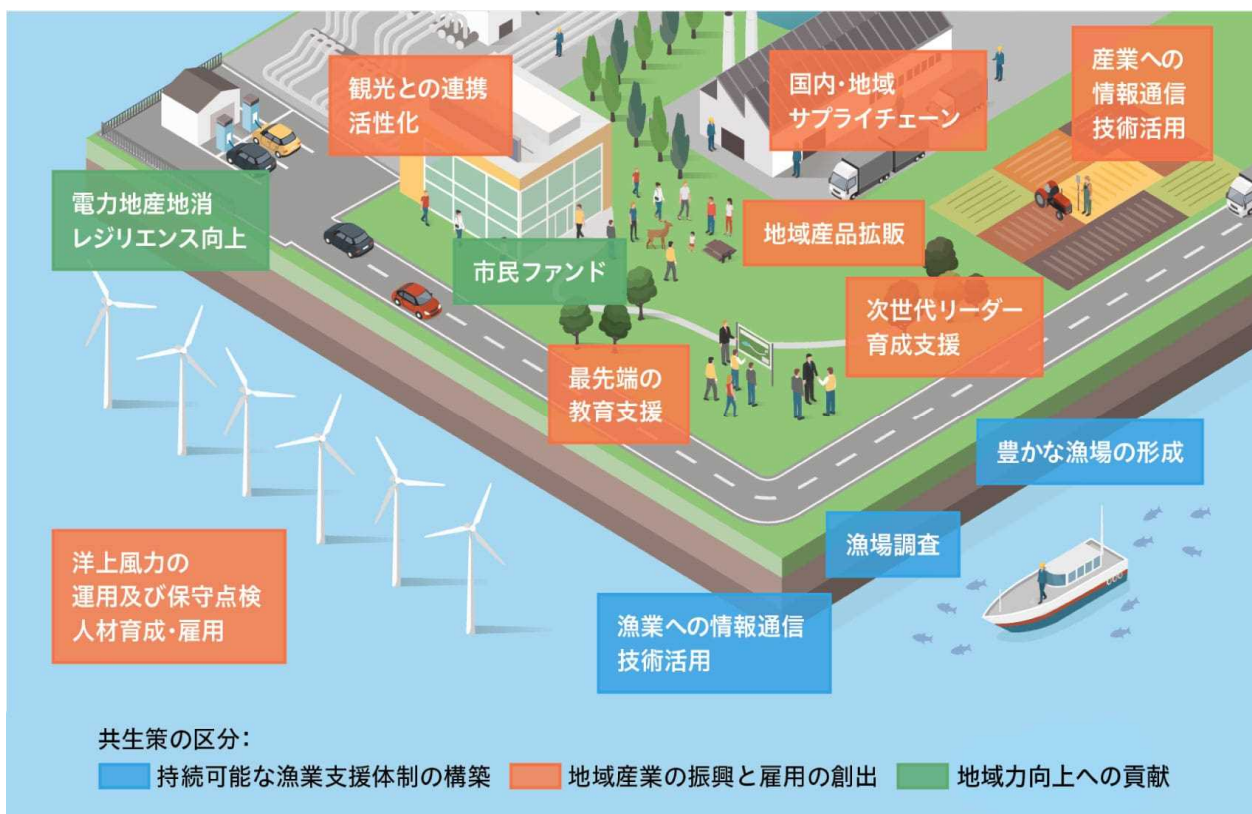 観光との連携
活性化
国内・地域
サプライチェーン
産業への
情報通信
技術活用
電力地産地消
レジリエンス向上
市民ファンド
地域産品拡販
次世代リーダー
育成支援
最先端の
教育支援
豊かな漁場の形成
漁場調査
洋上風力の
運用及び保守点検
人材育成・雇用
漁業への情報通信
技術活用
共生策の区分:
持続可能な漁業支援体制の構築
地域産業の振興と雇用の創出
地域力向上への貢献